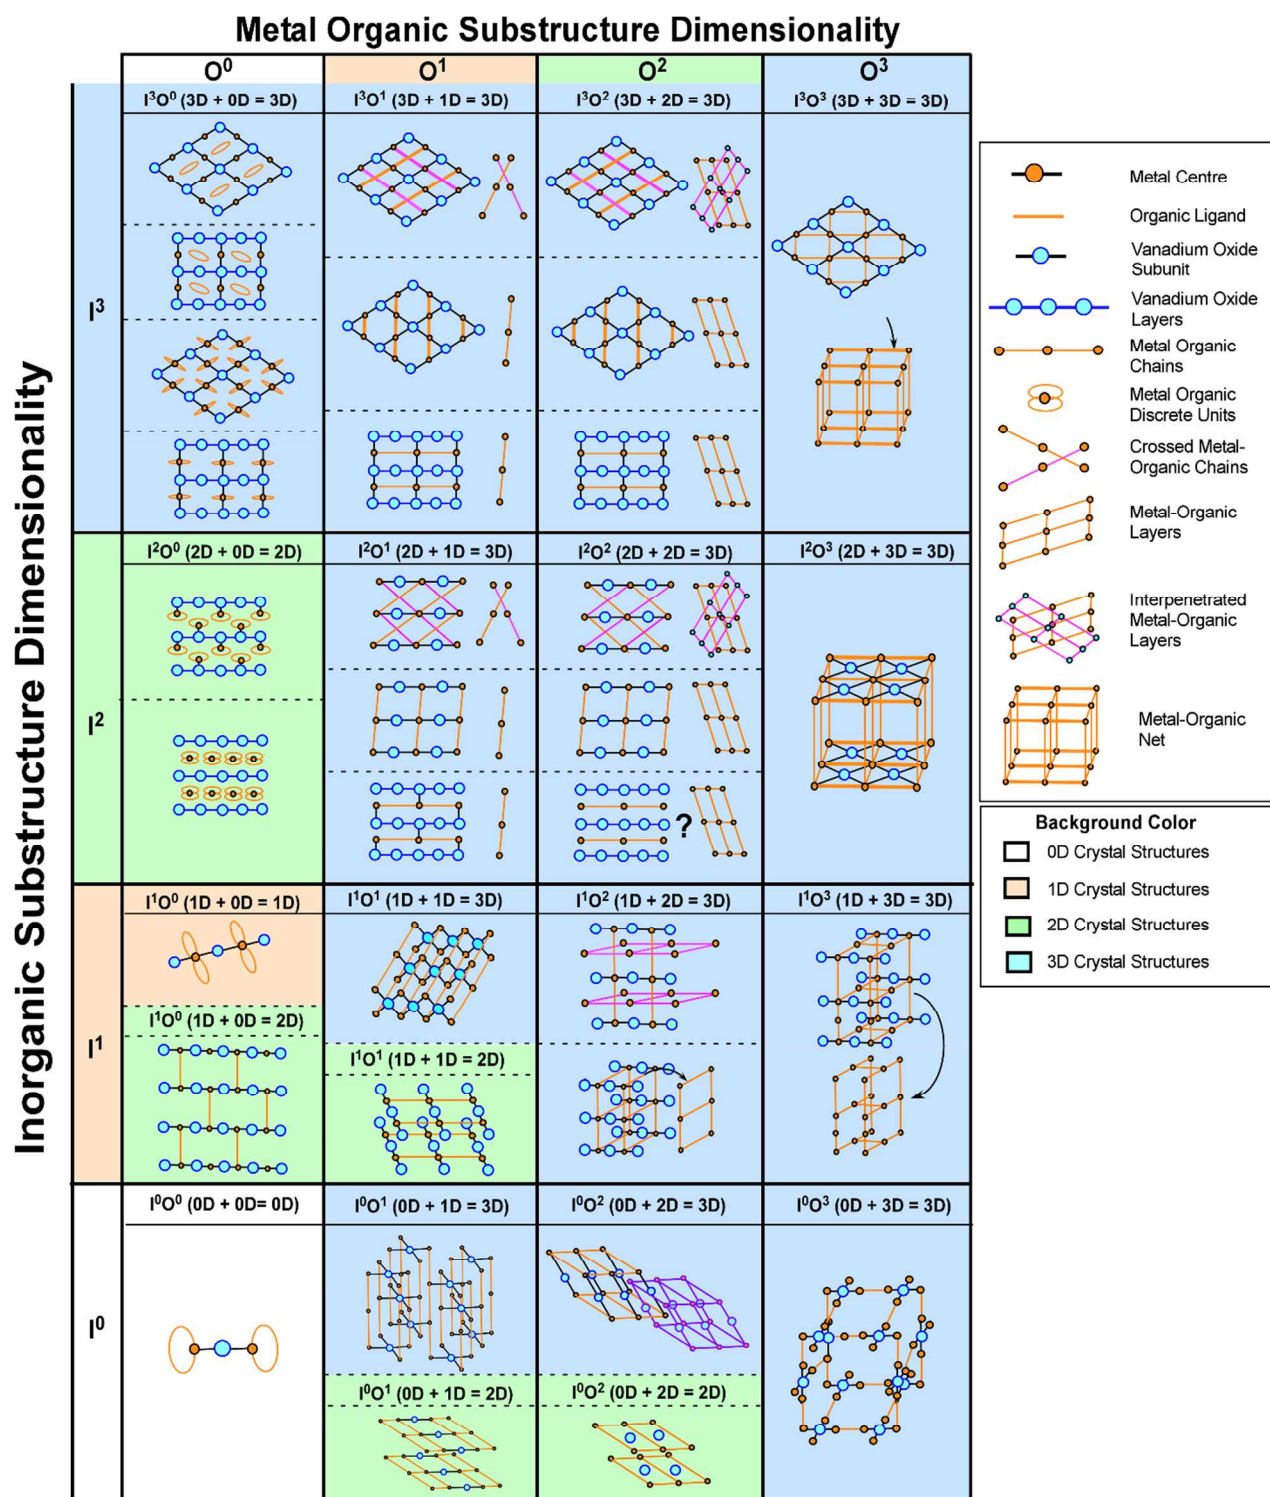 Metal Organic Substructure Dimensionality
O⁰ O¹ O² O³
Inorganic Substructure Dimensionality
I³
I³O⁰ (3D + 0D = 3D) I³O¹ (3D + 1D = 3D) I³O² (3D + 2D = 3D) I³O³ (3D + 3D = 3D)
I²
I²O⁰ (2D + 0D = 2D) I²O¹ (2D + 1D = 3D) I²O² (2D + 2D = 3D) I²O³ (2D + 3D = 3D)
?
I¹
I¹O⁰ (1D + 0D = 1D) I¹O¹ (1D + 1D = 3D) I¹O² (1D + 2D = 3D) I¹O³ (1D + 3D = 3D)
I¹O⁰ (1D + 0D = 2D)
I¹O¹ (1D + 1D = 2D)
I⁰
I⁰O⁰ (0D + 0D= 0D) I⁰O¹ (0D + 1D = 3D) I⁰O² (0D + 2D = 3D) I⁰O³ (0D + 3D = 3D)
I⁰O¹ (0D + 1D = 2D) I⁰O² (0D + 2D = 2D)
Metal Centre
Organic Ligand
Vanadium Oxide
Subunit
Vanadium Oxide
Layers
Metal Organic
Chains
Metal Organic
Discrete Units
Crossed Metal-
Organic Chains
Metal-Organic
Layers
Interpenetrated
Metal-Organic
Layers
Metal-Organic
Net
Background Color
0D Crystal Structures
1D Crystal Structures
2D Crystal Structures
3D Crystal Structures